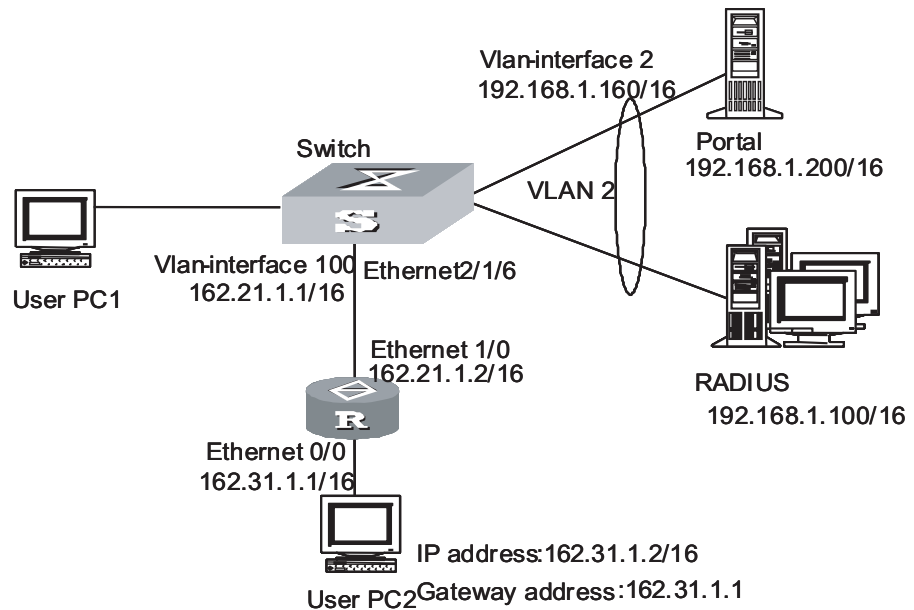 Vlan-interface 2
192.168.1.160/16
Portal
192.168.1.200/16
Switch
VLAN 2
S
Vlan-interface 100
162.21.1.1/16
Ethernet2/1/6
User PC1
Ethernet 1/0
162.21.1.2/16
RADIUS
192.168.1.100/16
R
Ethernet 0/0
162.31.1.1/16
IP address:162.31.1.2/16
User PC2
Gateway address:162.31.1.1